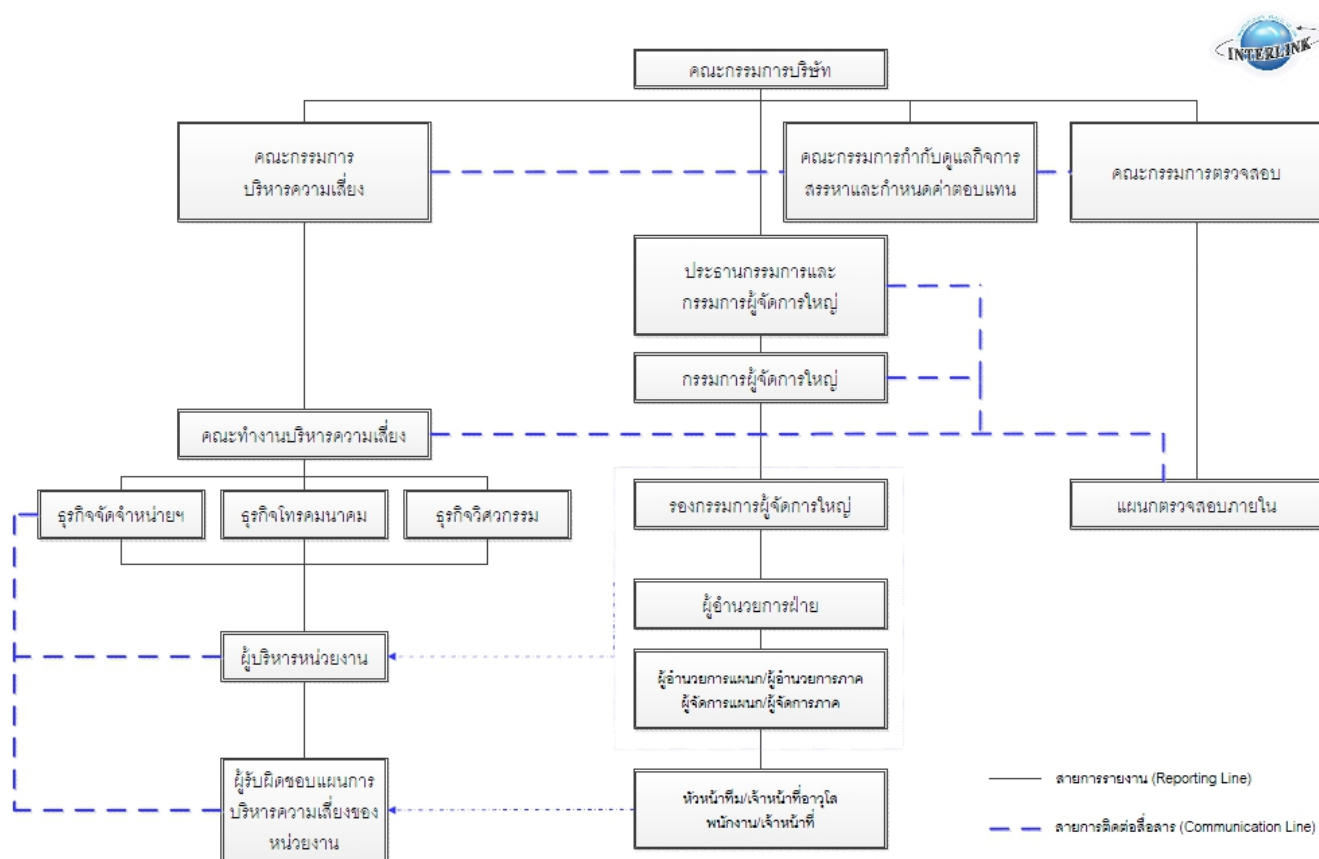 INTERLINK
คณะกรรมการบริษัท
คณะกรรมการ
บริหารความเสี่ยง
คณะกรรมการกำกับดูแลกิจการ
สรรหาและกำหนดค่าตอบแทน
คณะกรรมการตรวจสอบ
ประธานกรรมการและ
กรรมการผู้จัดการใหญ่
กรรมการผู้จัดการใหญ่
คณะทำงานบริหารความเสี่ยง
ธุรกิจจัดจำหน่ายฯ
ธุรกิจโทรคมนาคม
ธุรกิจวิศวกรรม
รองกรรมการผู้จัดการใหญ่
แผนกตรวจสอบภายใน
ผู้อำนวยการฝ่าย
ผู้บริหารหน่วยงาน
ผู้อำนวยการแผนก/ผู้อำนวยการภาค
ผู้จัดการแผนก/ผู้จัดการภาค
ผู้รับผิดชอบแผนการ
บริหารความเสี่ยงของ
หน่วยงาน
หัวหน้าทีม/เจ้าหน้าที่อาวุโส
พนักงาน/เจ้าหน้าที่
สายการรายงาน (Reporting Line)
สายการติดต่อสื่อสาร (Communication Line)